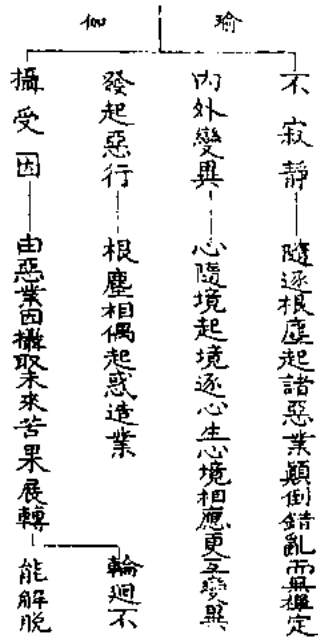 瑜伽
不寂靜
隨逐根塵起諸惡業顛倒錯亂而無禪定
內外變異
心隨境起境逐心生心境相應更互變異
發起惡行
根塵相偶起惑造業
攝受因
由惡業因攝取未來苦果展轉
輪迴不
能解脫